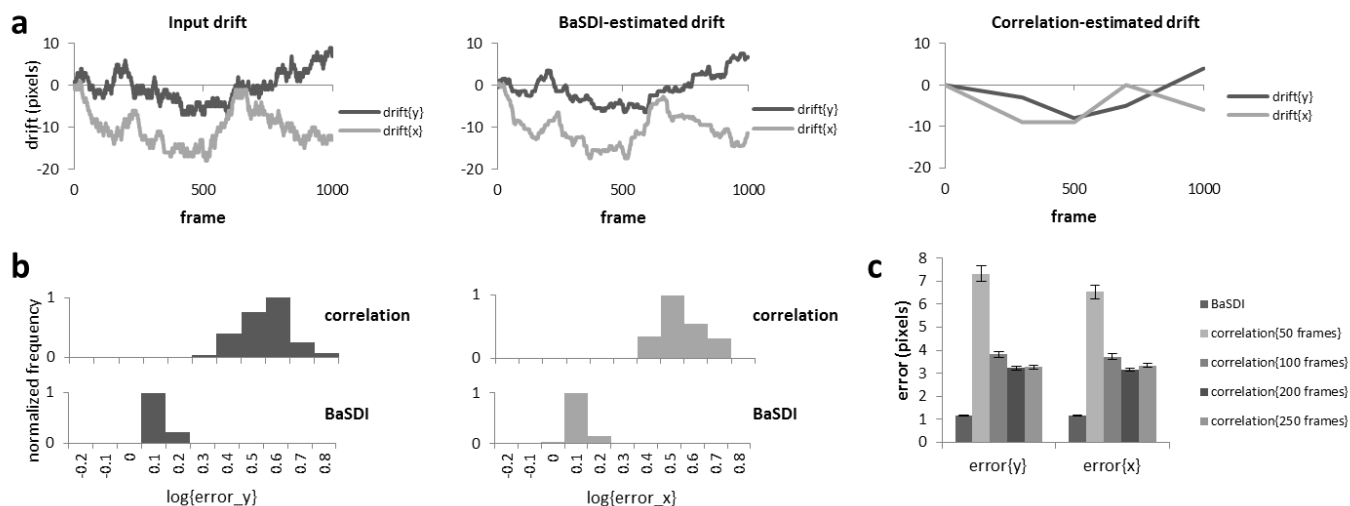 a
Input drift
BaSDI-estimated drift
Correlation-estimated drift
drift (pixels)
10
0
-10
-20
0
500
1000
frame
drift{y}
drift{x}
10
0
-10
-20
0
500
1000
frame
drift{y}
drift{x}
10
0
-10
-20
0
500
1000
frame
drift{y}
drift{x}
b
normalized frequency
1
0
correlation
1
0
BaSDI
-0.2
-0.1
0
0.1
0.2
0.3
0.4
0.5
0.6
0.7
0.8
log{error_y}
1
0
correlation
1
0
BaSDI
-0.2
-0.1
0
0.1
0.2
0.3
0.4
0.5
0.6
0.7
0.8
log{error_x}
c
error (pixels)
8
7
6
5
4
3
2
1
0
error{y}
error{x}
BaSDI
correlation{50 frames}
correlation{100 frames}
correlation{200 frames}
correlation{250 frames}